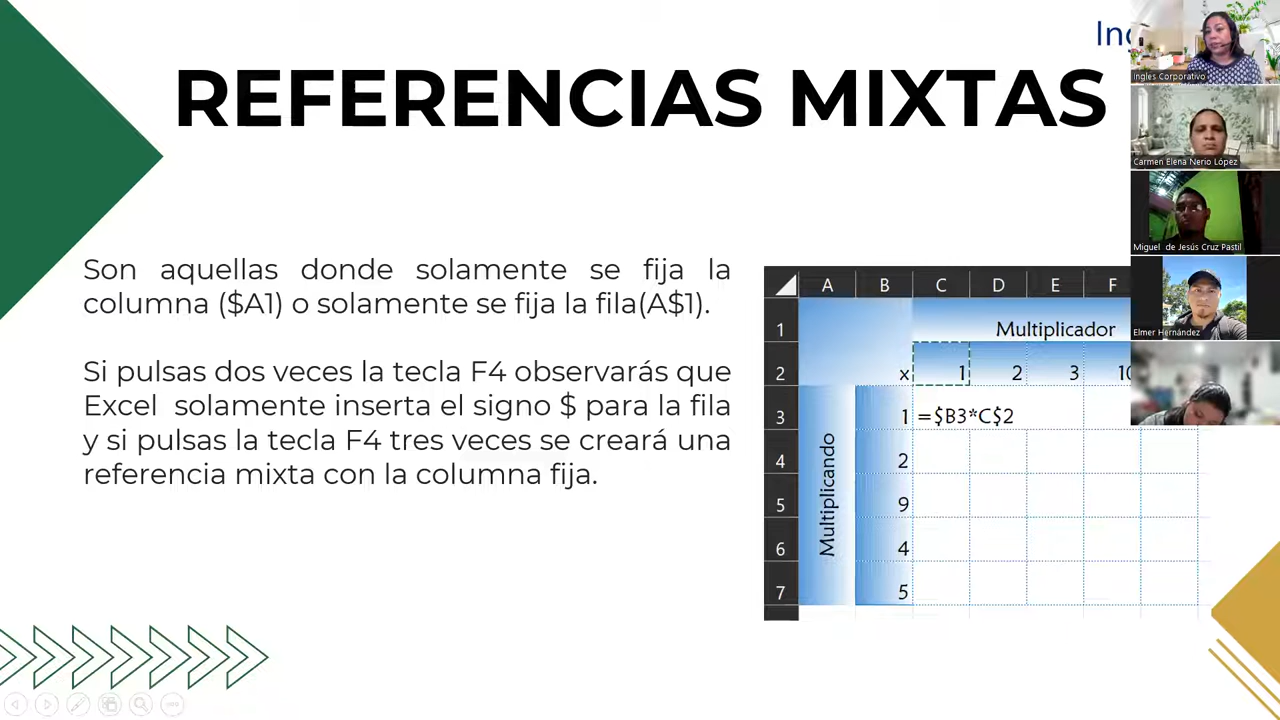 REFERENCIAS MIXTAS
Son aquellas donde solamente se fija la
columna ($A1) o solamente se fija la fila(A$1).
Si pulsas dos veces la tecla F4 observarás que
Excel solamente inserta el signo $ para la fila
y si pulsas la tecla F4 tres veces se creará una
referencia mixta con la columna fija.
A B C D E F
1 Multiplicador
2 x 1 2 3
3 1 =$B3*C$2
4 2
5 9
6 4
7 5
Multiplicando
Ingles Corporativo
Carmen Elena Nerio López
Miguel de Jesús Cruz Pastil
Elmer Hernández